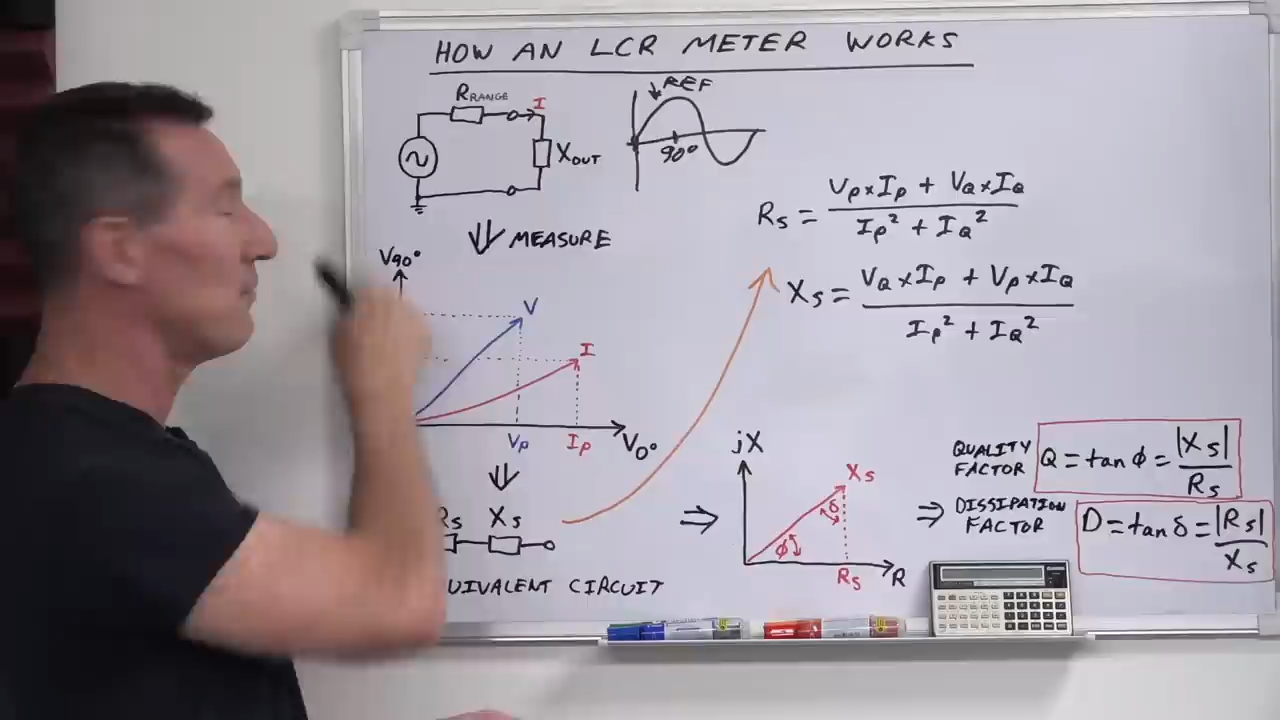 HOW AN LCR METER WORKS
R RANGE
I
X OUT
REF
90°
MEASURE
V90°
V
I
Vp
Ip
V0°
Rs Xs
UIVALENT CIRCUIT
Rs = Vp x Ip + VQ x IQ / Ip² + IQ²
Xs = VQ x Ip + Vp x IQ / Ip² + IQ²
jX
Xs
δ
φ
Rs
R
QUALITY FACTOR Q = tan φ = |Xs| / Rs
DISSIPATION FACTOR D = tan δ = |Rs| / Xs